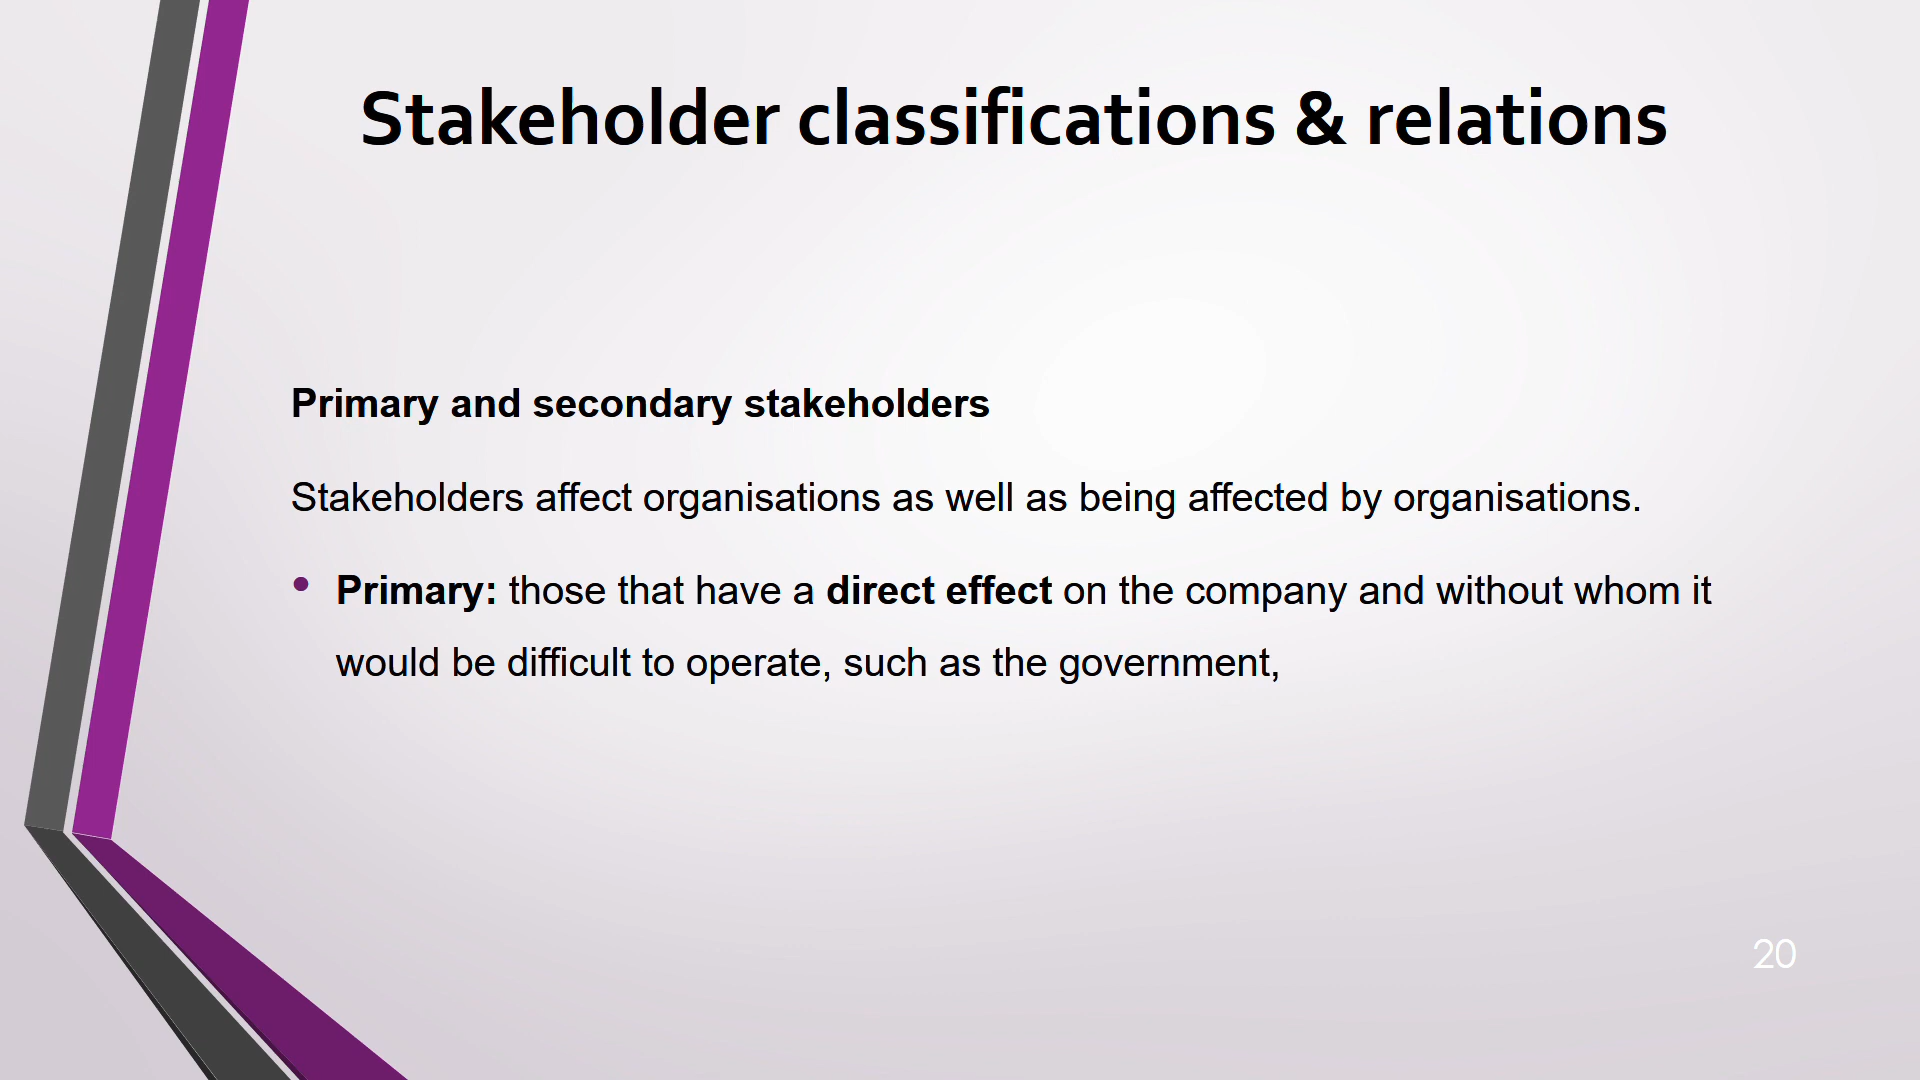 Stakeholder classifications & relations
Primary and secondary stakeholders
Stakeholders affect organisations as well as being affected by organisations.
• Primary: those that have a direct effect on the company and without whom it
would be difficult to operate, such as the government,
20